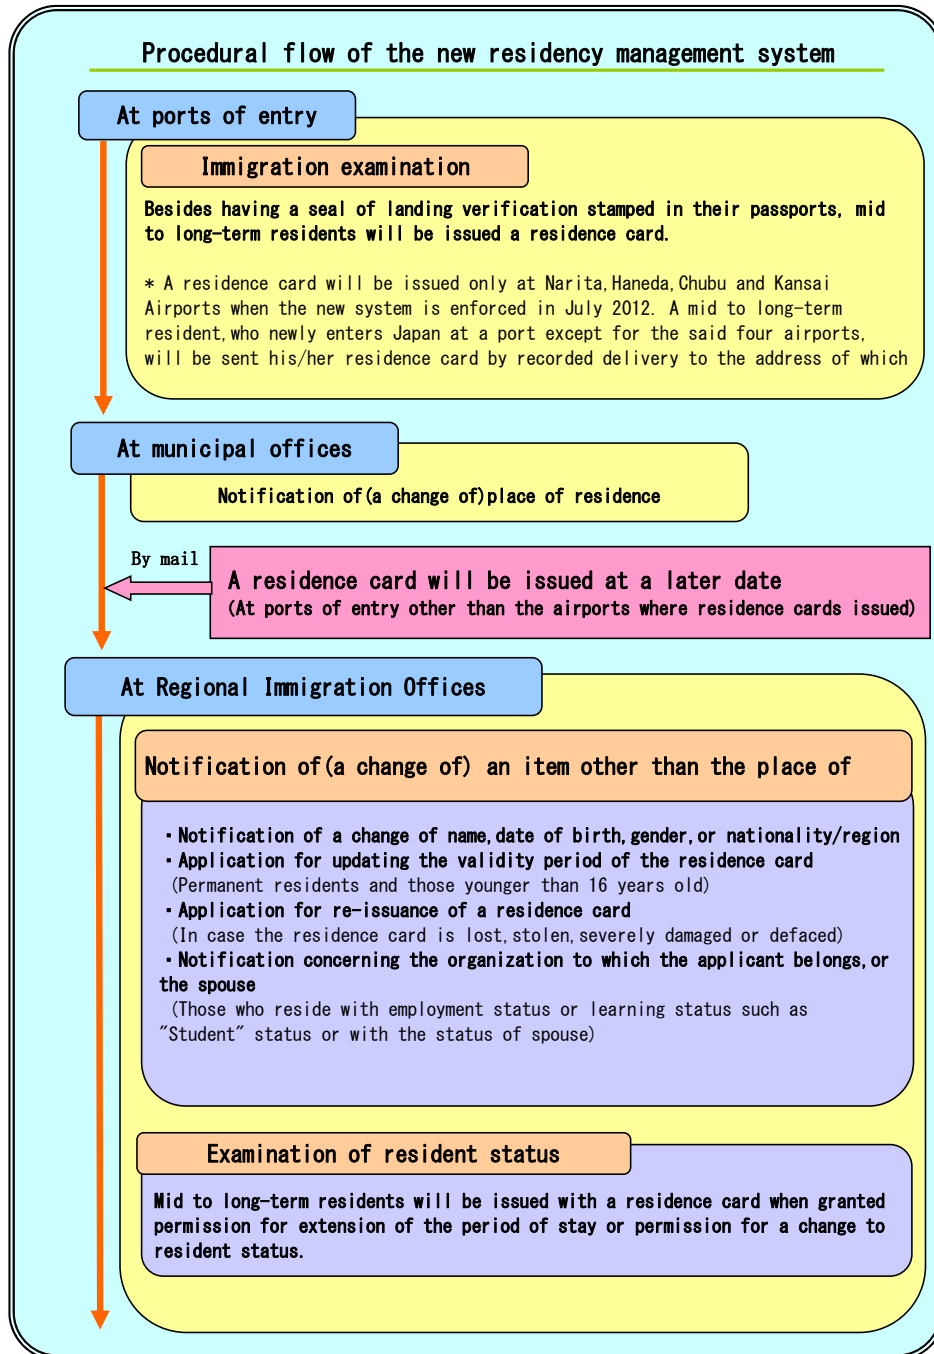 Procedural flow of the new residency management system
At ports of entry
Immigration examination
Besides having a seal of landing verification stamped in their passports, mid
to long-term residents will be issued a residence card.
* A residence card will be issued only at Narita,Haneda,Chubu and Kansai
Airports when the new system is enforced in July 2012. A mid to long-term
resident,who newly enters Japan at a port except for the said four airports,
will be sent his/her residence card by recorded delivery to the address of which
At municipal offices
Notification of(a change of)place of residence
By mail
A residence card will be issued at a later date
(At ports of entry other than the airports where residence cards issued)
At Regional Immigration Offices
Notification of(a change of) an item other than the place of
・Notification of a change of name,date of birth,gender,or nationality/region
・Application for updating the validity period of the residence card
(Permanent residents and those younger than 16 years old)
・Application for re-issuance of a residence card
(In case the residence card is lost,stolen,severely damaged or defaced)
・Notification concerning the organization to which the applicant belongs,or
the spouse
(Those who reside with employment status or learning status such as
"Student" status or with the status of spouse)
Examination of resident status
Mid to long-term residents will be issued with a residence card when granted
permission for extension of the period of stay or permission for a change to
resident status.